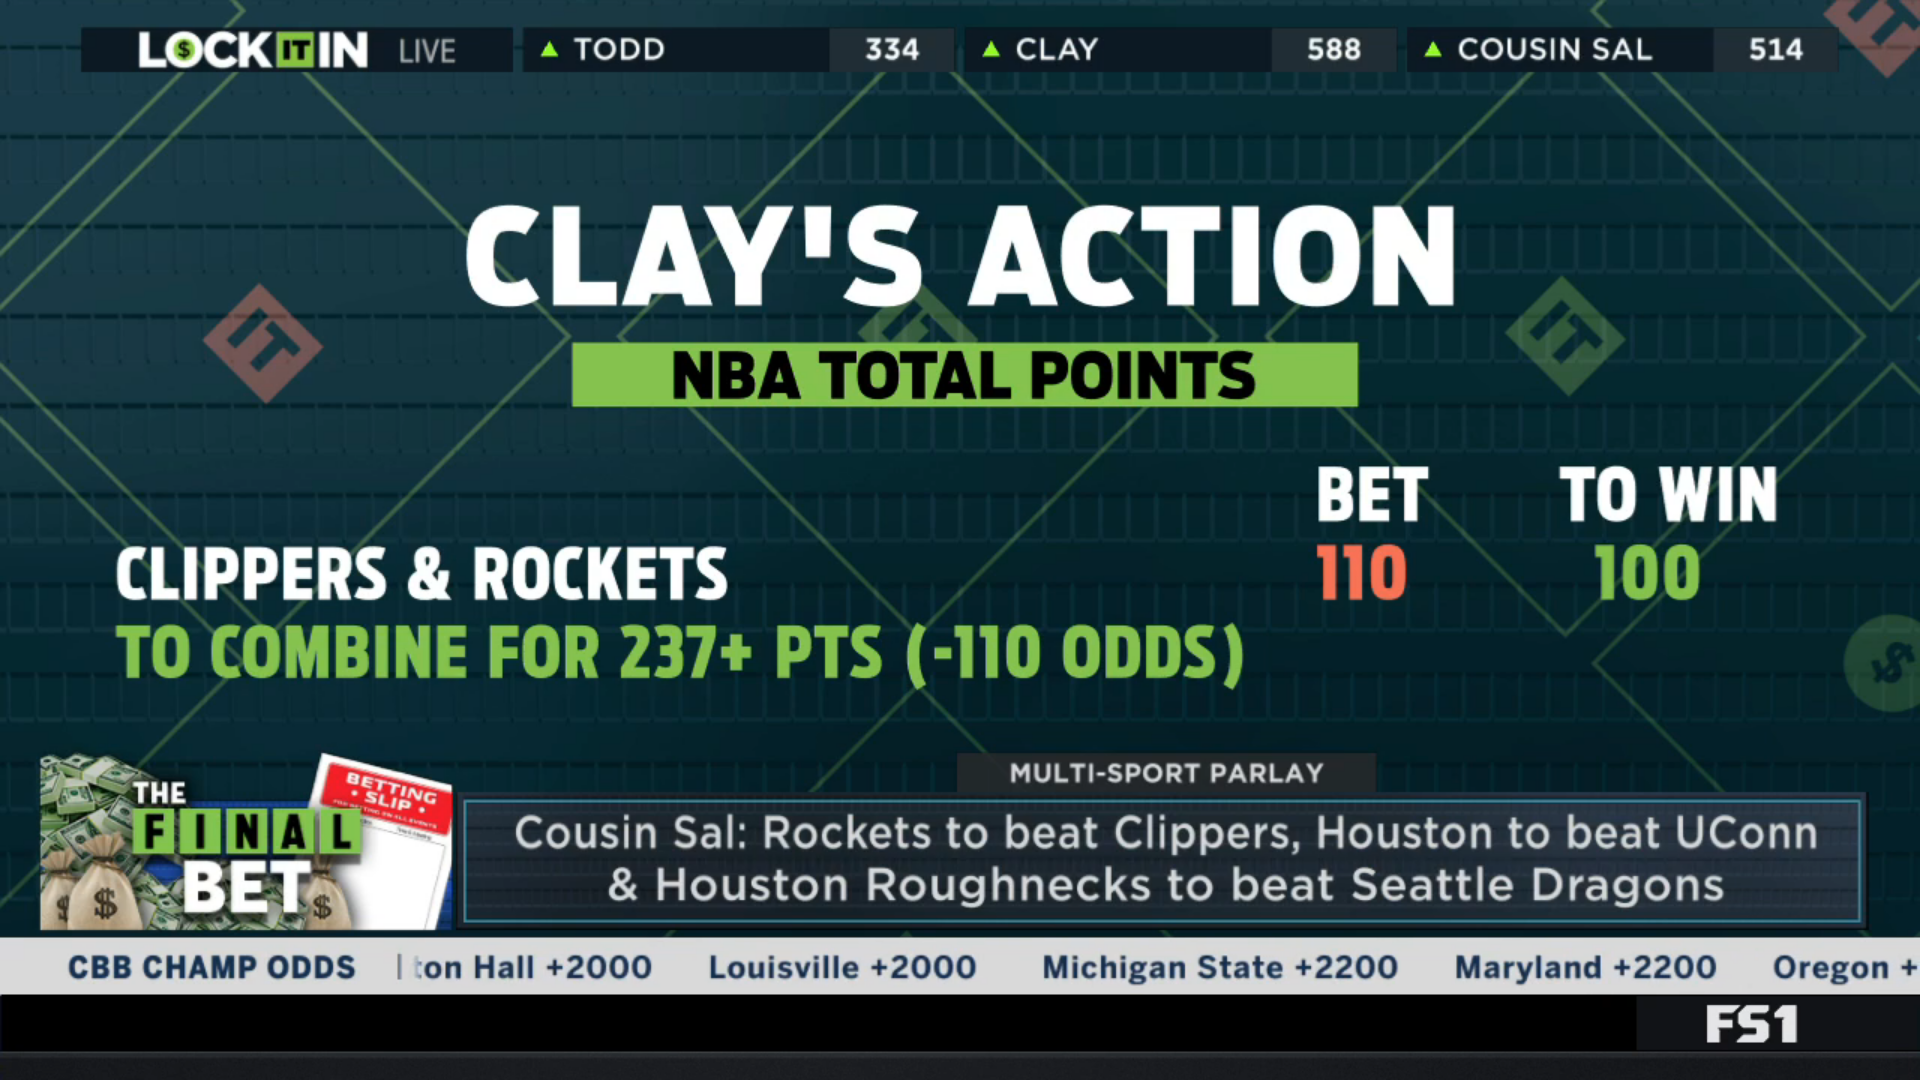 LOCK IT IN LIVE ▲ TODD 334 ▲ CLAY 588 ▲ COUSIN SAL 514
CLAY'S ACTION
NBA TOTAL POINTS
BET TO WIN
CLIPPERS & ROCKETS 110 100
TO COMBINE FOR 237+ PTS (-110 ODDS)
MULTI-SPORT PARLAY
THE
FINAL
BET
BETTING
• SLIP •
Cousin Sal: Rockets to beat Clippers, Houston to beat UConn
& Houston Roughnecks to beat Seattle Dragons
CBB CHAMP ODDS ton Hall +2000 Louisville +2000 Michigan State +2200 Maryland +2200 Oregon +
FS1